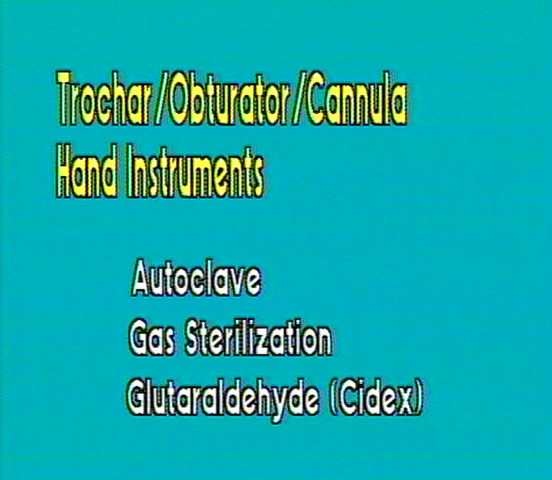 Trochar/Obturator/Cannula
Hand Instruments
Autoclave
Gas Sterilization
Glutaraldehyde (Cidex)